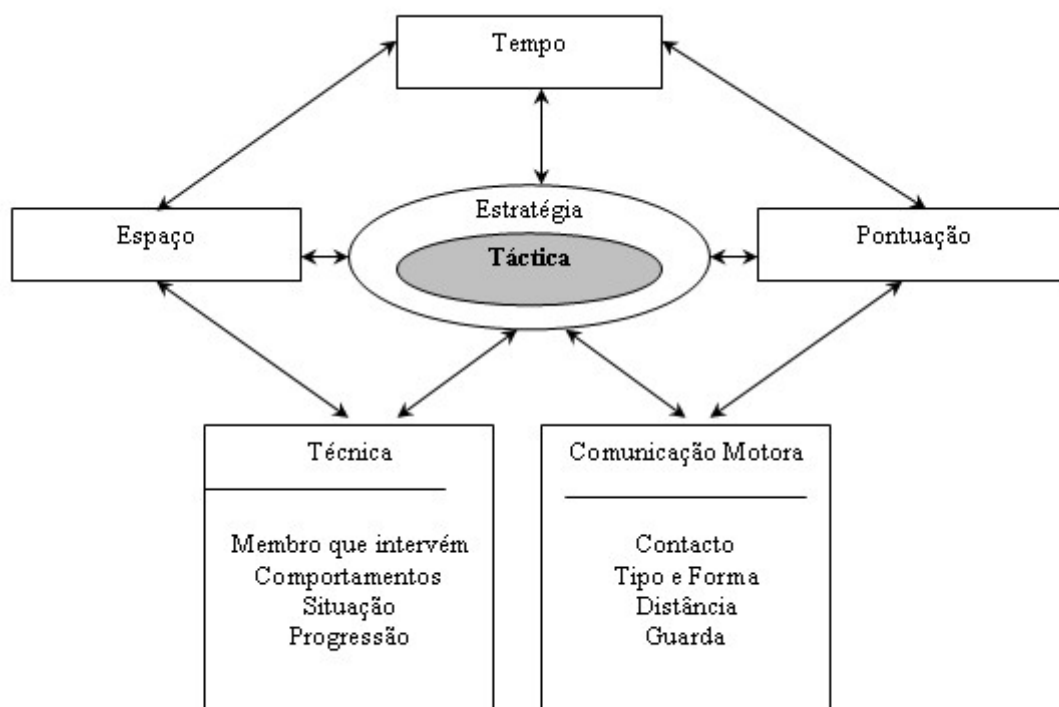 Tempo
Estratégia
Espaço
Táctica
Pontuação
Técnica
Membro que intervém
Comportamentos
Situação
Progressão
Comunicação Motora
Contacto
Tipo e Forma
Distância
Guarda